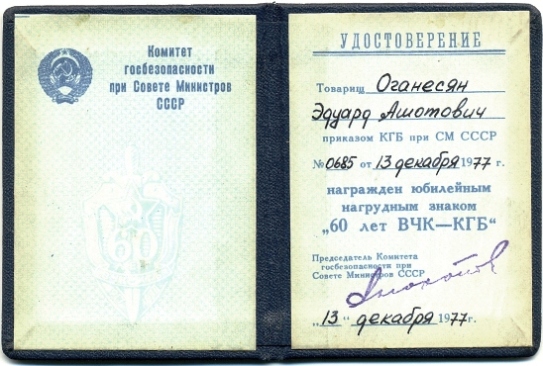 Комитет
госбезопасности
при Совете Министров
СССР
60
УДОСТОВЕРЕНИЕ
Товарищ Оганесян
Эдуард Ашотович
приказом КГБ при СМ СССР
№0685 от 13 декабря 1977 г.
награжден юбилейным
нагрудным знаком
„60 лет ВЧК—КГБ“
Председатель Комитета
госбезопасности при
Совете Министров СССР
„13“ декабря 1977 г.